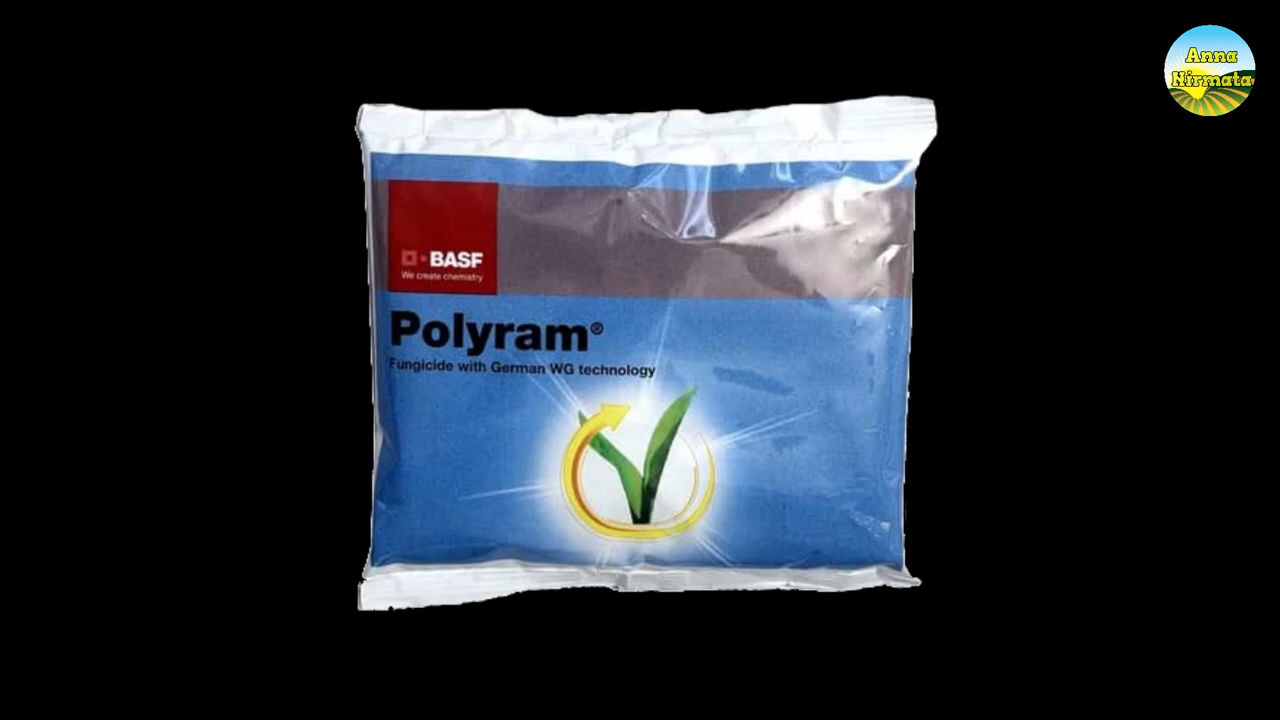 Anna
Nirmata
BASF
We create chemistry
Polyram®
Fungicide with German WG technology